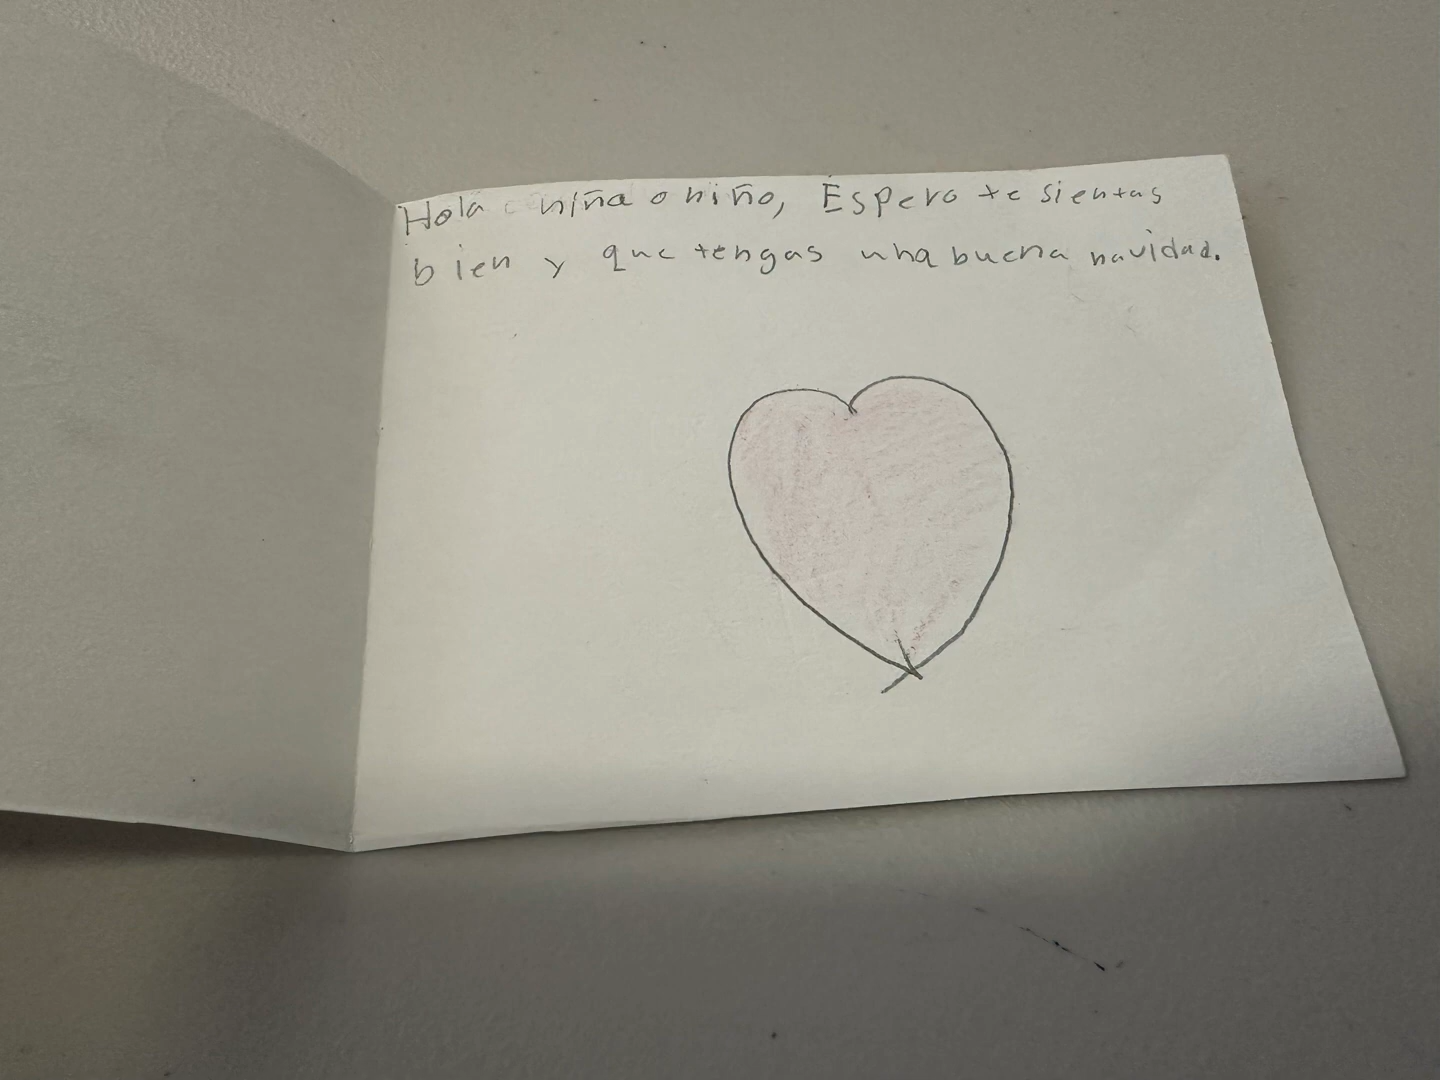 Hola niña o niño, Espero te sientas
bien y que tengas una buena navidad.